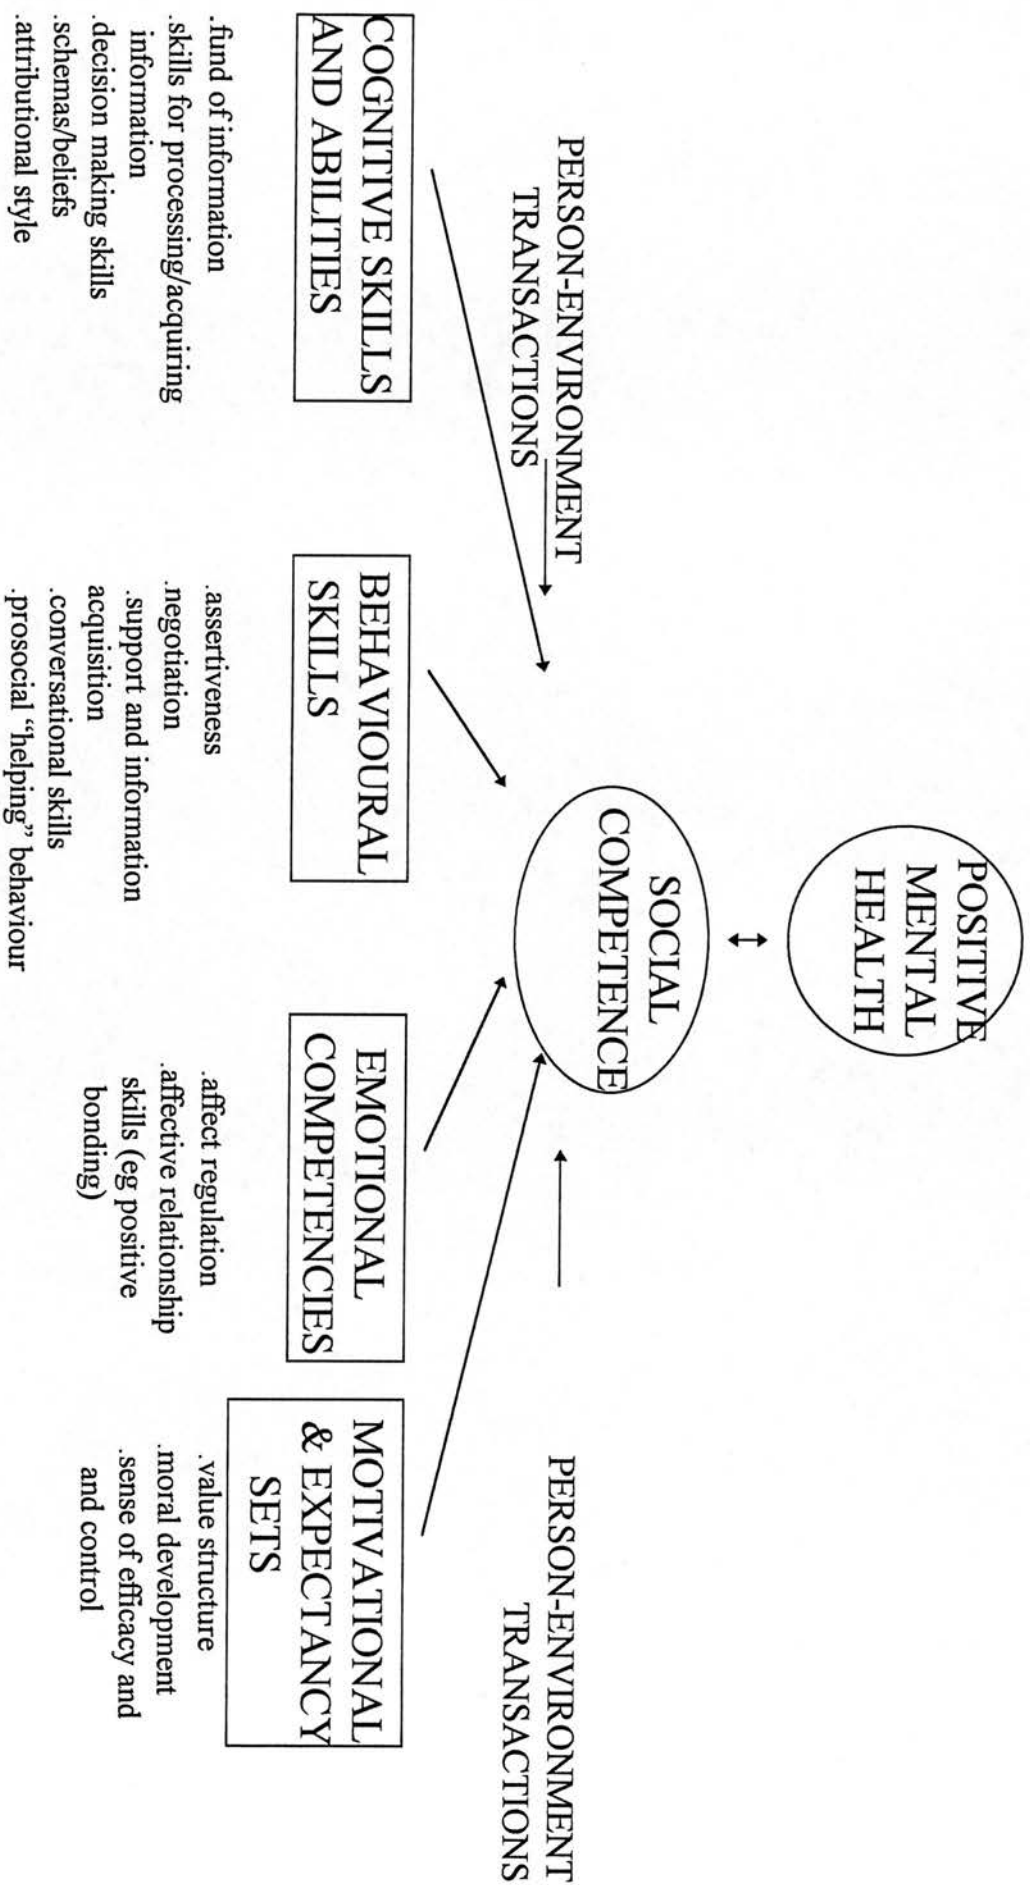 POSITIVE
MENTAL
HEALTH
SOCIAL
COMPETENCE
PERSON-ENVIRONMENT
TRANSACTIONS
PERSON-ENVIRONMENT
TRANSACTIONS
COGNITIVE SKILLS
AND ABILITIES
.fund of information
.skills for processing/acquiring
information
.decision making skills
.schemas/beliefs
.attributional style
BEHAVIOURAL
SKILLS
.assertiveness
.negotiation
.support and information
acquisition
.conversational skills
.prosocial “helping” behaviour
EMOTIONAL
COMPETENCIES
.affect regulation
.affective relationship
skills (eg positive
bonding)
MOTIVATIONAL
& EXPECTANCY
SETS
.value structure
.moral development
.sense of efficacy and
and control